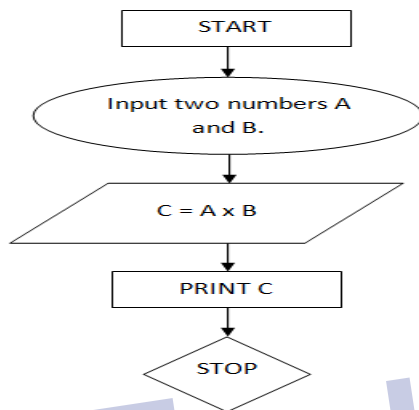 START
Input two numbers A
and B.
C = A x B
PRINT C
STOP